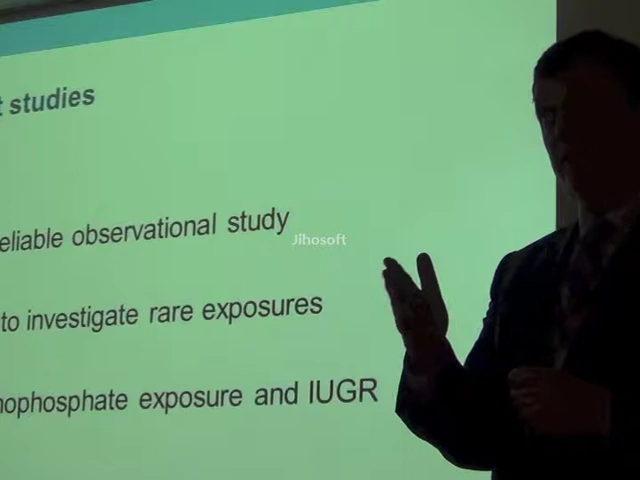 t studies
eliable observational study
Jihosoft
to investigate rare exposures
nophosphate exposure and IUGR